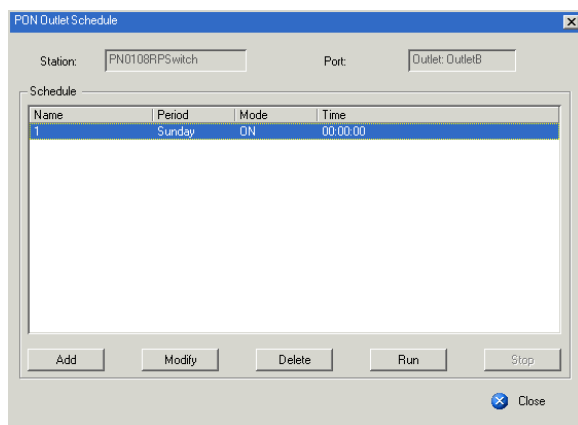 PON Outlet Schedule
Station: PN0108RPSwitch Port: Outlet: OutletB
Schedule
Name Period Mode Time
1 Sunday ON 00:00:00
Add Modify Delete Run Stop
Close